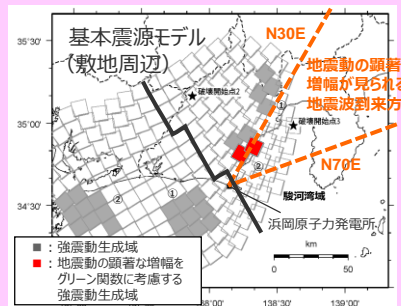 基本震源モデル
(敷地周辺)
N30E
地震動の顕著
増幅が見られる
地震波到来方
N70E
破壊開始点2
破壊開始点3
①
②
①
②
駿河湾域
浜岡原子力発電所
35°30'
35°00'
34°30'
138°00'
138°30'
139°
km
0
50
■：強震動生成域
■：地震動の顕著な増幅を
グリーン関数に考慮する
強震動生成域